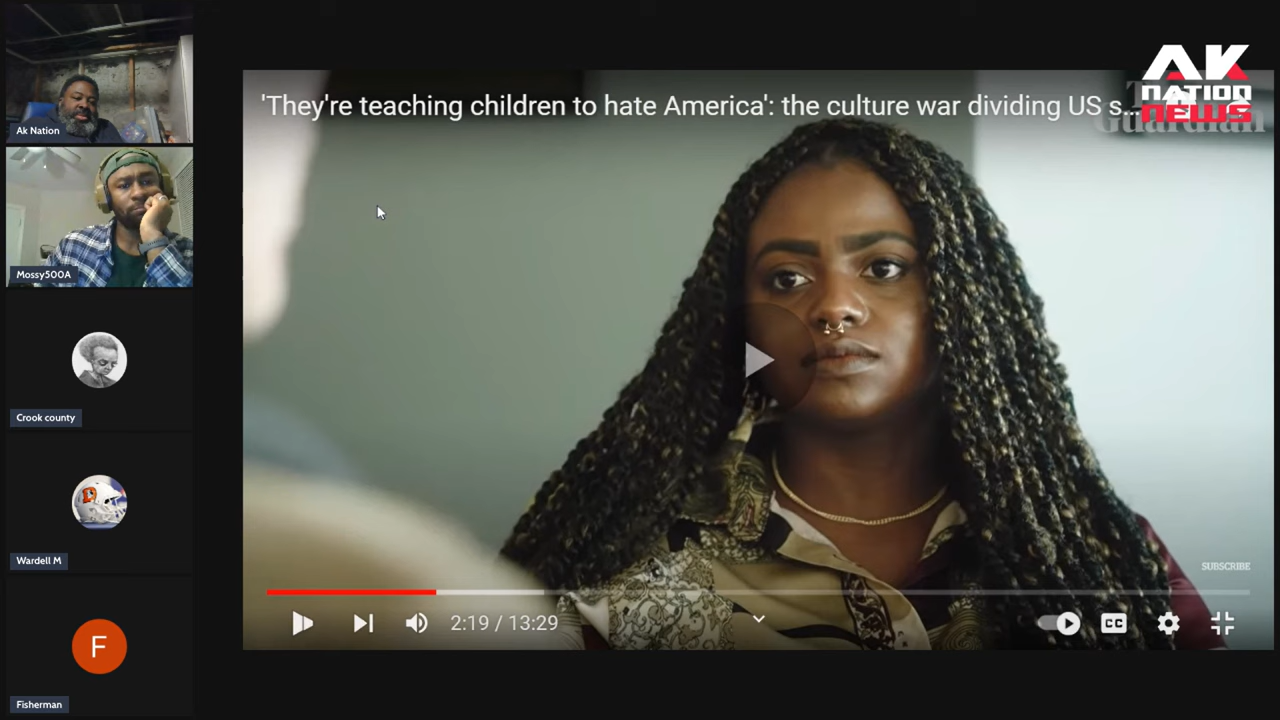 Ak Nation
Mossy500A
Crook county
Wardell M
F
Fisherman
'They're teaching children to hate America': the culture war dividing US s...
AK
NATION
NEWS
Guardian
SUBSCRIBE
2:19 / 13:29
CC